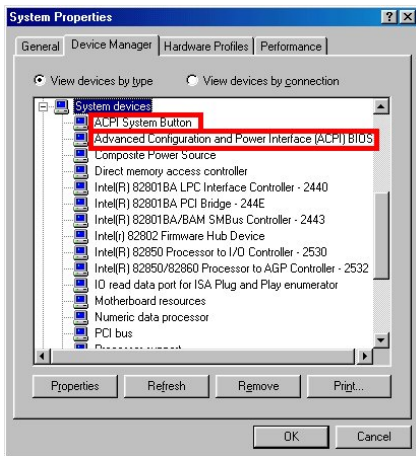 System Properties
General
Device Manager
Hardware Profiles
Performance
View devices by type
View devices by connection
System devices
ACPI System Button
Advanced Configuration and Power Interface (ACPI) BIOS
Composite Power Source
Direct memory access controller
Intel(R) 82801BA LPC Interface Controller - 2440
Intel(R) 82801BA PCI Bridge - 244E
Intel(R) 82801BA/BAM SMBus Controller - 2443
Intel(r) 82802 Firmware Hub Device
Intel(R) 82850 Processor to I/O Controller - 2530
Intel(R) 82850/82860 Processor to AGP Controller - 2532
IO read data port for ISA Plug and Play enumerator
Motherboard resources
Numeric data processor
PCI bus
Properties
Refresh
Remove
Print...
OK
Cancel